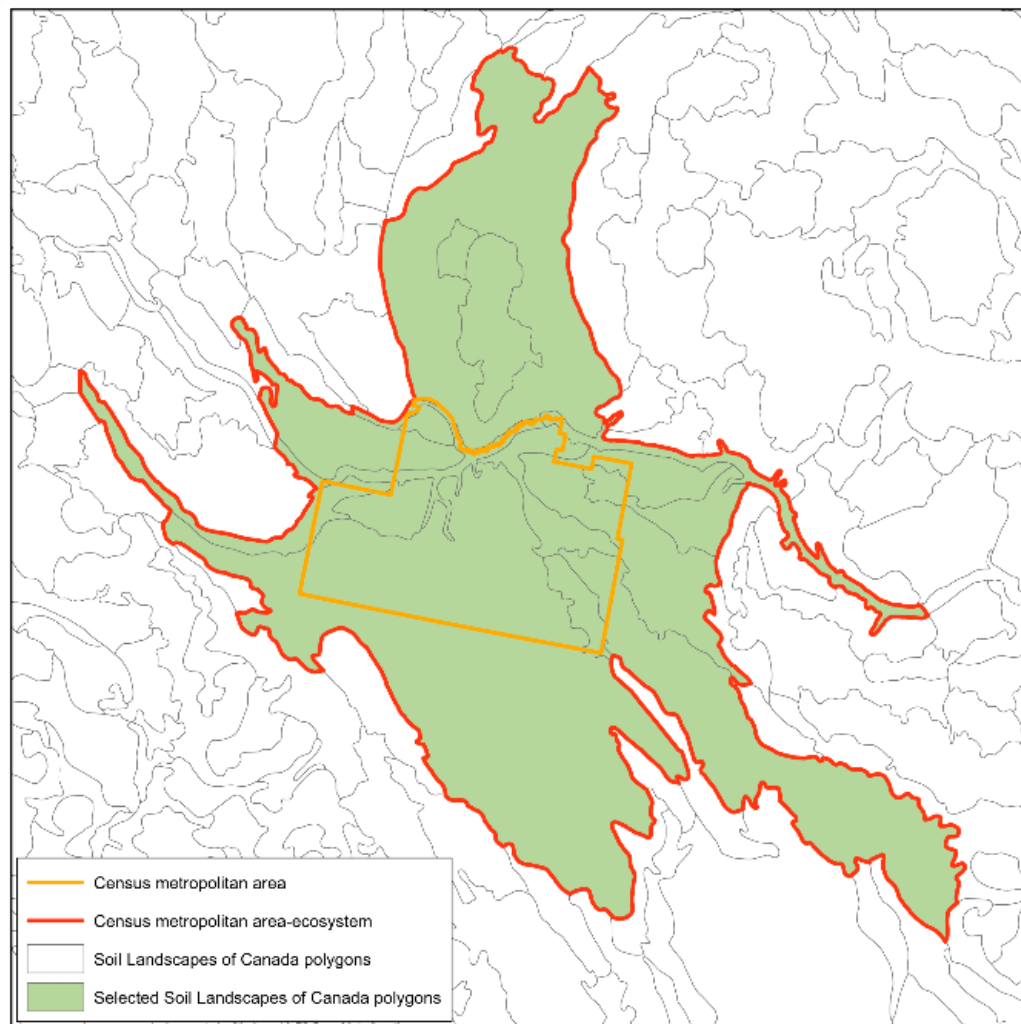 Census metropolitan area
Census metropolitan area-ecosystem
Soil Landscapes of Canada polygons
Selected Soil Landscapes of Canada polygons